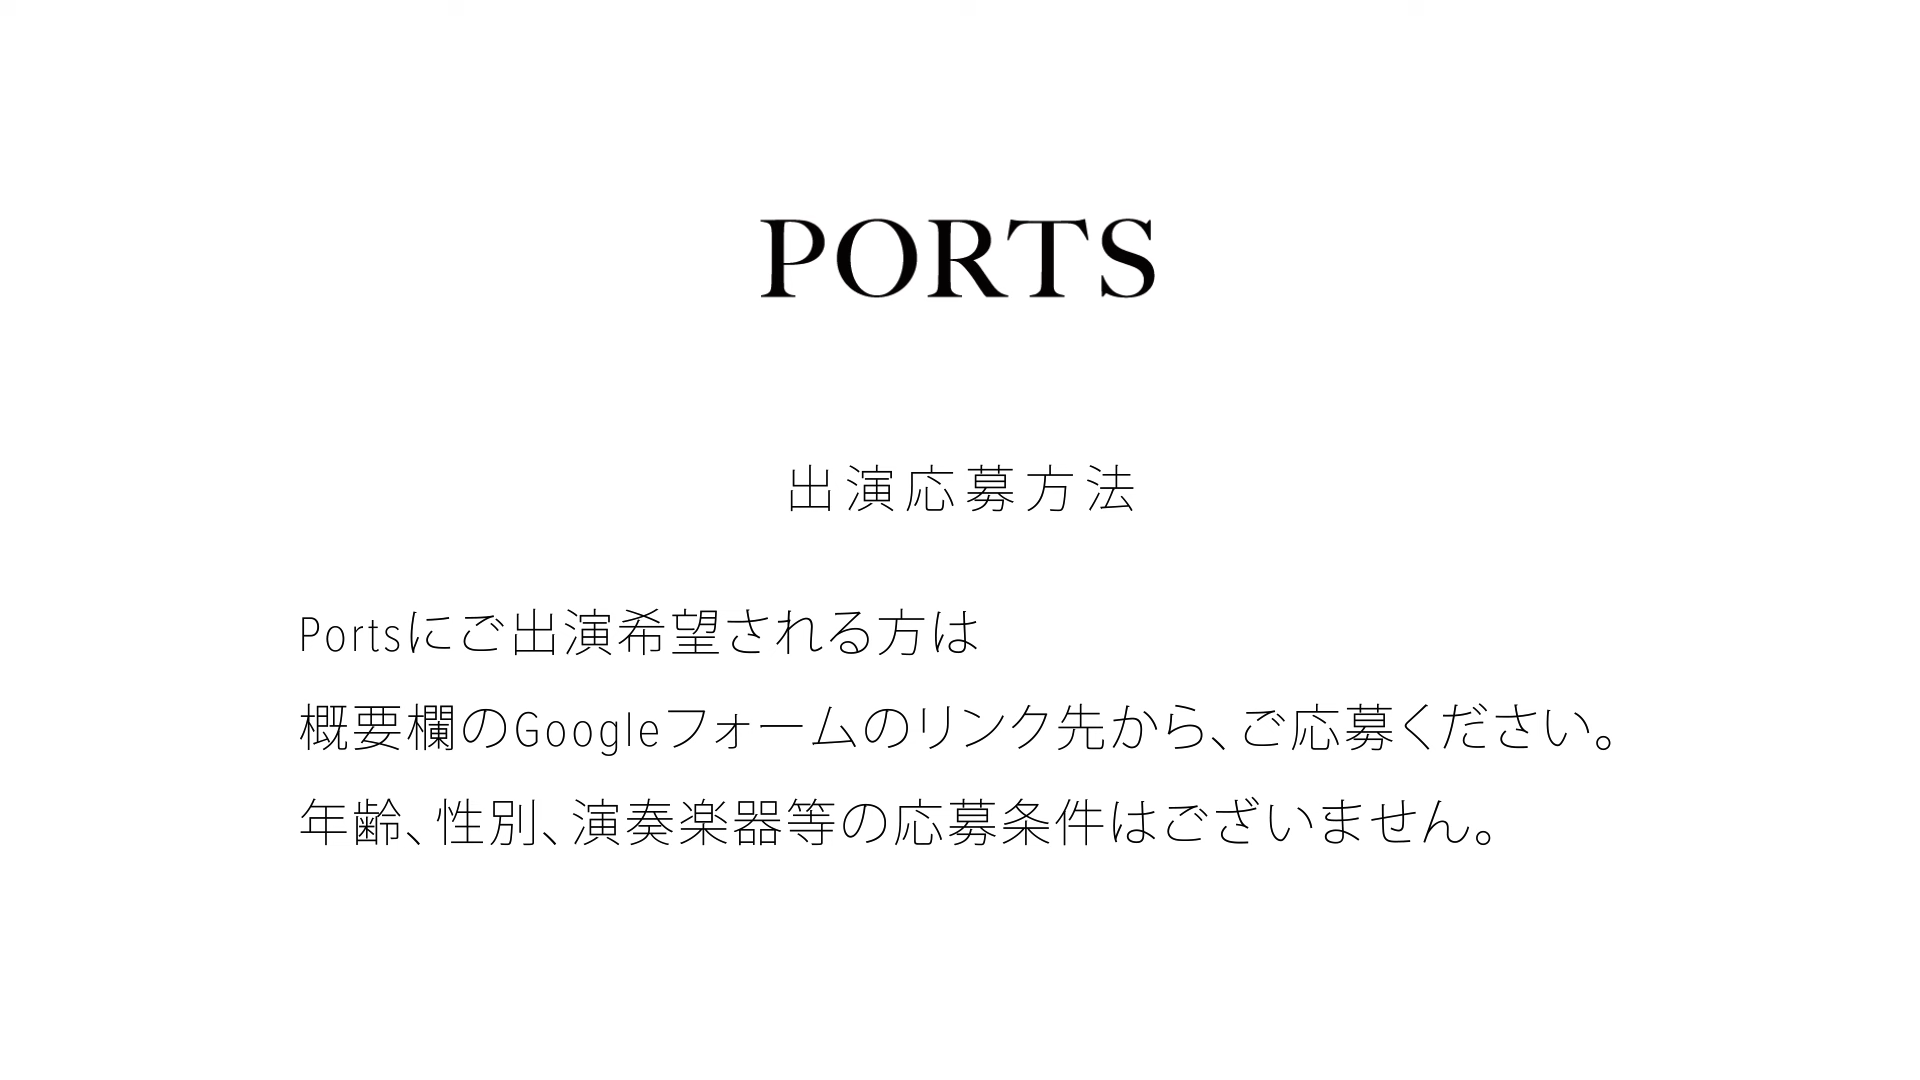 PORTS
出演応募方法
Portsにご出演希望される方は
概要欄のGoogleフォームのリンク先から、ご応募ください。
年齢、性別、演奏楽器等の応募条件はございません。